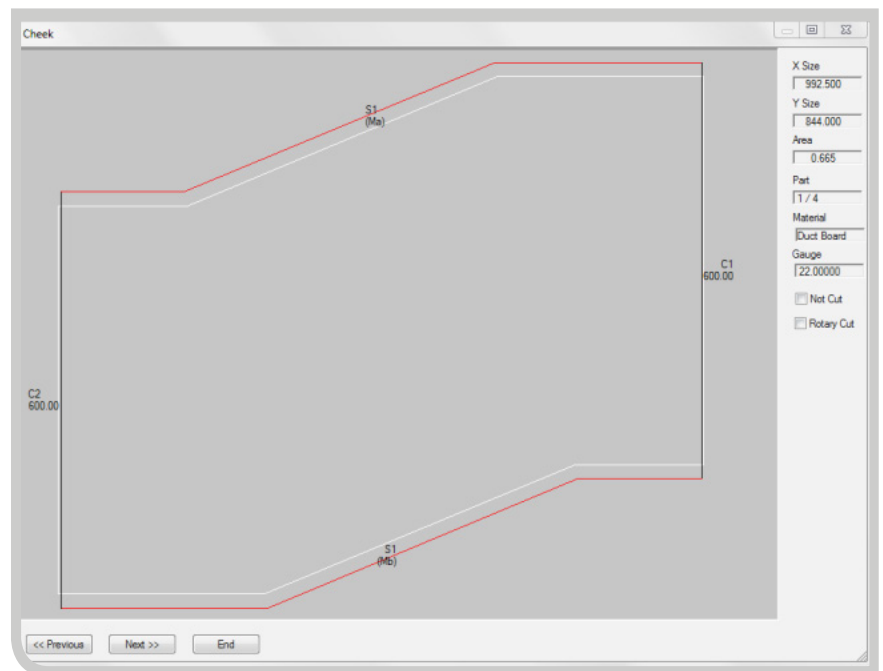 Cheek
X Size
992.500
Y Size
844.000
Area
0.665
Part
1 / 4
Material
Duct Board
Gauge
22.00000
Not Cut
Rotary Cut
S1
(Ma)
C1
600.00
C2
600.00
S1
(Mb)
<< Previous
Next >>
End